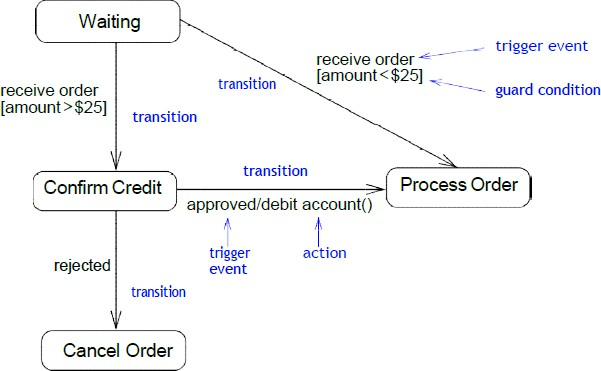 Waiting
receive order
[amount<$25]
trigger event
guard condition
transition
receive order
[amount>$25]
transition
transition
Confirm Credit
Process Order
approved/debit account()
trigger
event
action
rejected
transition
Cancel Order